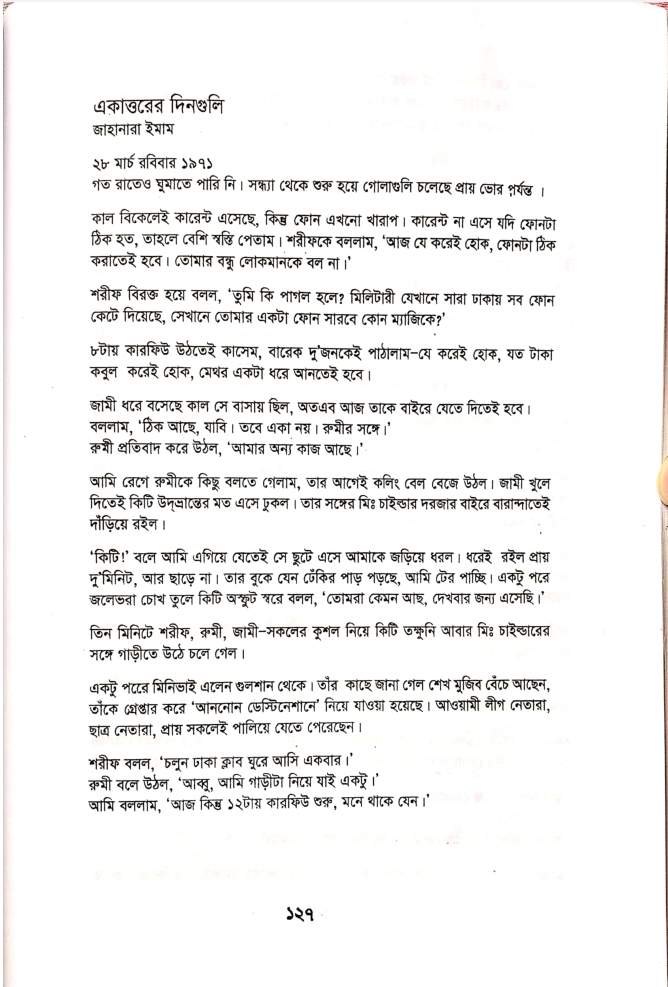 একাত্তরের দিনগুলি
জাহানারা ইমাম
২৮ মার্চ রবিবার ১৯৭১
গত রাতেও ঘুমাতে পারি নি। সন্ধ্যা থেকে শুরু হয়ে গোলাগুলি চলেছে প্রায় ভোর পর্যন্ত ।
কাল বিকেলেই কারেন্ট এসেছে, কিন্তু ফোন এখনো খারাপ। কারেন্ট না এসে যদি ফোনটা
ঠিক হত, তাহলে বেশি স্বস্তি পেতাম। শরীফকে বললাম, ‘আজ যে করেই হোক, ফোনটা ঠিক
করাতেই হবে। তোমার বন্ধু লোকমানকে বল না।’
শরীফ বিরক্ত হয়ে বলল, ‘তুমি কি পাগল হলে? মিলিটারী যেখানে সারা ঢাকায় সব ফোন
কেটে দিয়েছে, সেখানে তোমার একটা ফোন সারবে কোন ম্যাজিকে?’
৮টায় কারফিউ উঠতেই কাসেম, বারেক দু’জনকেই পাঠালাম–যে করেই হোক, যত টাকা
কবুল করেই হোক, মেথর একটা ধরে আনতেই হবে।
জামী ধরে বসেছে কাল সে বাসায় ছিল, অতএব আজ তাকে বাইরে যেতে দিতেই হবে।
বললাম, ‘ঠিক আছে, যাবি। তবে একা নয়। রুমীর সঙ্গে।’
রুমী প্রতিবাদ করে উঠল, ‘আমার অন্য কাজ আছে।’
আমি রেগে রুমীকে কিছু বলতে গেলাম, তার আগেই কলিং বেল বেজে উঠল। জামী খুলে
দিতেই কিটি উদ্‌ভ্রান্তের মত এসে ঢুকল। তার সঙ্গের মিঃ চাইল্ডার দরজার বাইরে বারান্দাতেই
দাঁড়িয়ে রইল।
‘কিটি!’ বলে আমি এগিয়ে যেতেই সে ছুটে এসে আমাকে জড়িয়ে ধরল। ধরেই রইল প্রায়
দু’মিনিট, আর ছাড়ে না। তার বুকে যেন ঢেঁকির পাড় পড়ছে, আমি টের পাচ্ছি। একটু পরে
জলেভরা চোখ তুলে কিটি অস্ফুট স্বরে বলল, ‘তোমরা কেমন আছ, দেখবার জন্য এসেছি।’
তিন মিনিটে শরীফ, রুমী, জামী–সকলের কুশল নিয়ে কিটি তক্ষুনি আবার মিঃ চাইল্ডারের
সঙ্গে গাড়ীতে উঠে চলে গেল।
একটু পরে মিনিভাই এলেন গুলশান থেকে। তাঁর কাছে জানা গেল শেখ মুজিব বেঁচে আছেন,
তাঁকে গ্রেপ্তার করে ‘আননোন ডেস্টিনেশানে’ নিয়ে যাওয়া হয়েছে। আওয়ামী লীগ নেতারা,
ছাত্র নেতারা, প্রায় সকলেই পালিয়ে যেতে পেরেছেন।
শরীফ বলল, ‘চলুন ঢাকা ক্লাব ঘুরে আসি একবার।’
রুমী বলে উঠল, ‘আব্বু, আমি গাড়ীটা নিয়ে যাই একটু।’
আমি বললাম, ‘আজ কিন্তু ১২টায় কারফিউ শুরু, মনে থাকে যেন।’
১২৭